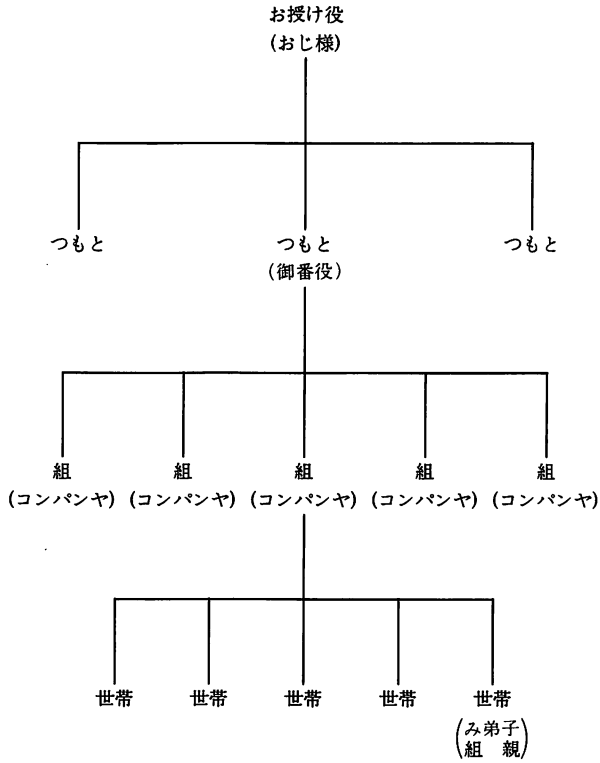 お授け役
(おじ様)
つもと つもと つもと
(御番役)
組 組 組 組 組
(コンパンヤ) (コンパンヤ) (コンパンヤ) (コンパンヤ) (コンパンヤ)
世帯 世帯 世帯 世帯 世帯
(み弟子
組 親)